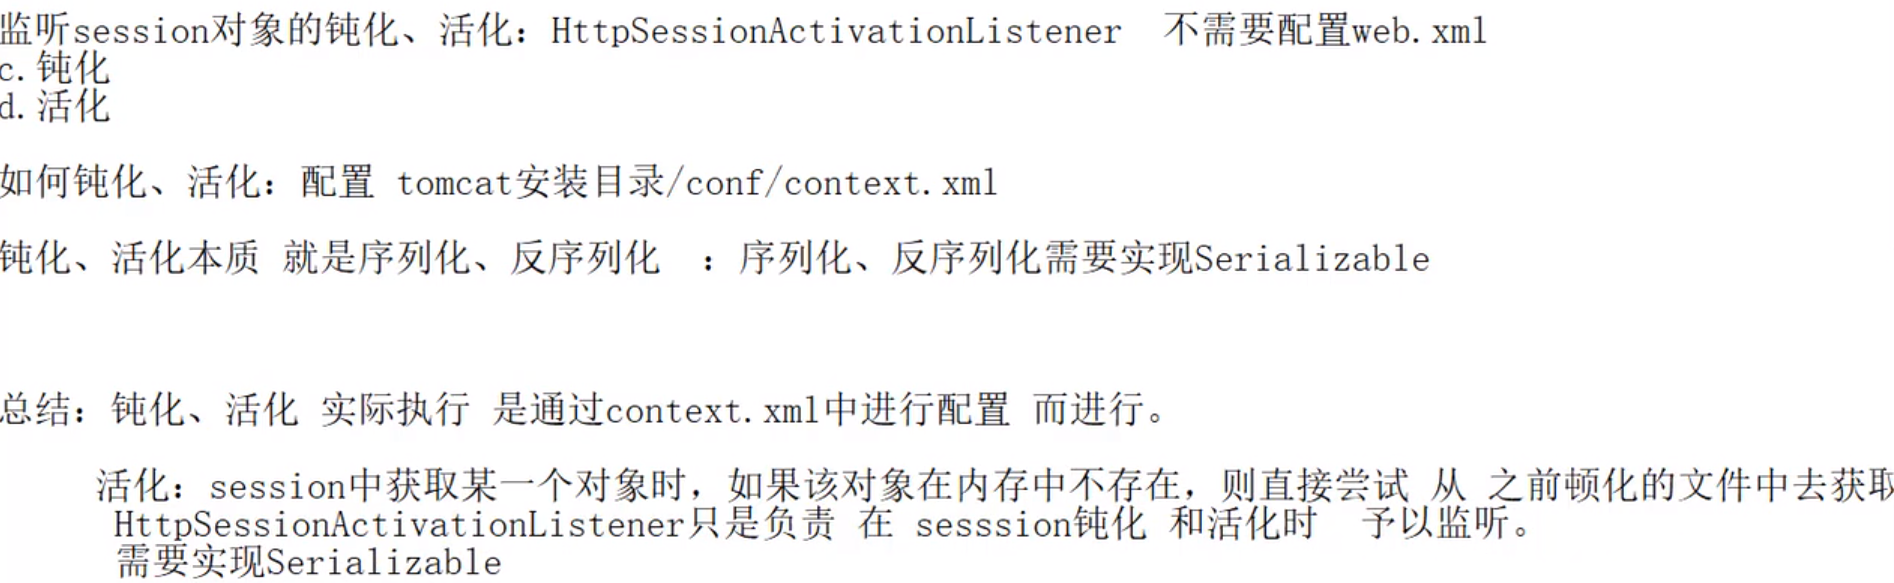 监听session对象的钝化、活化：HttpSessionActivationListener  不需要配置web.xml
c.钝化
d.活化
如何钝化、活化：配置 tomcat安装目录/conf/context.xml
钝化、活化本质 就是序列化、反序列化  ：序列化、反序列化需要实现Serializable
总结：钝化、活化 实际执行 是通过context.xml中进行配置 而进行。
活化：session中获取某一个对象时，如果该对象在内存中不存在，则直接尝试 从 之前顿化的文件中去获取
HttpSessionActivationListener只是负责 在 sesssion钝化 和活化时  予以监听。
需要实现Serializable